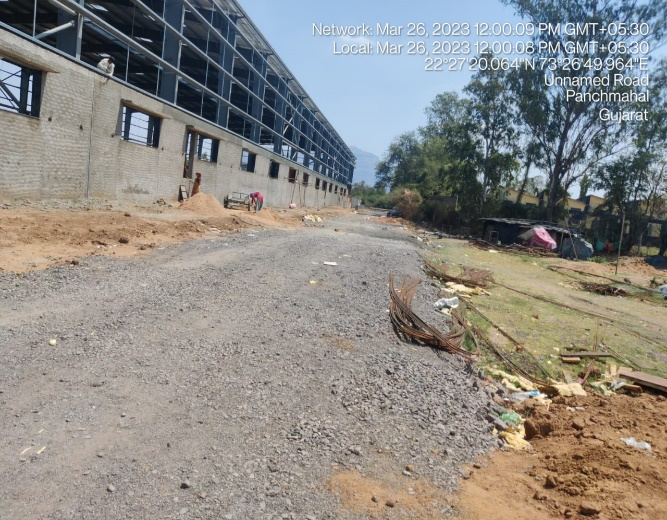 Network: Mar 26, 2023 12:00:09 PM GMT+05:30
Local: Mar 26, 2023 12:00:08 PM GMT+05:30
22°27'20.064"N 73°26'49.964"E
Unnamed Road
Panchmahal
Gujarat